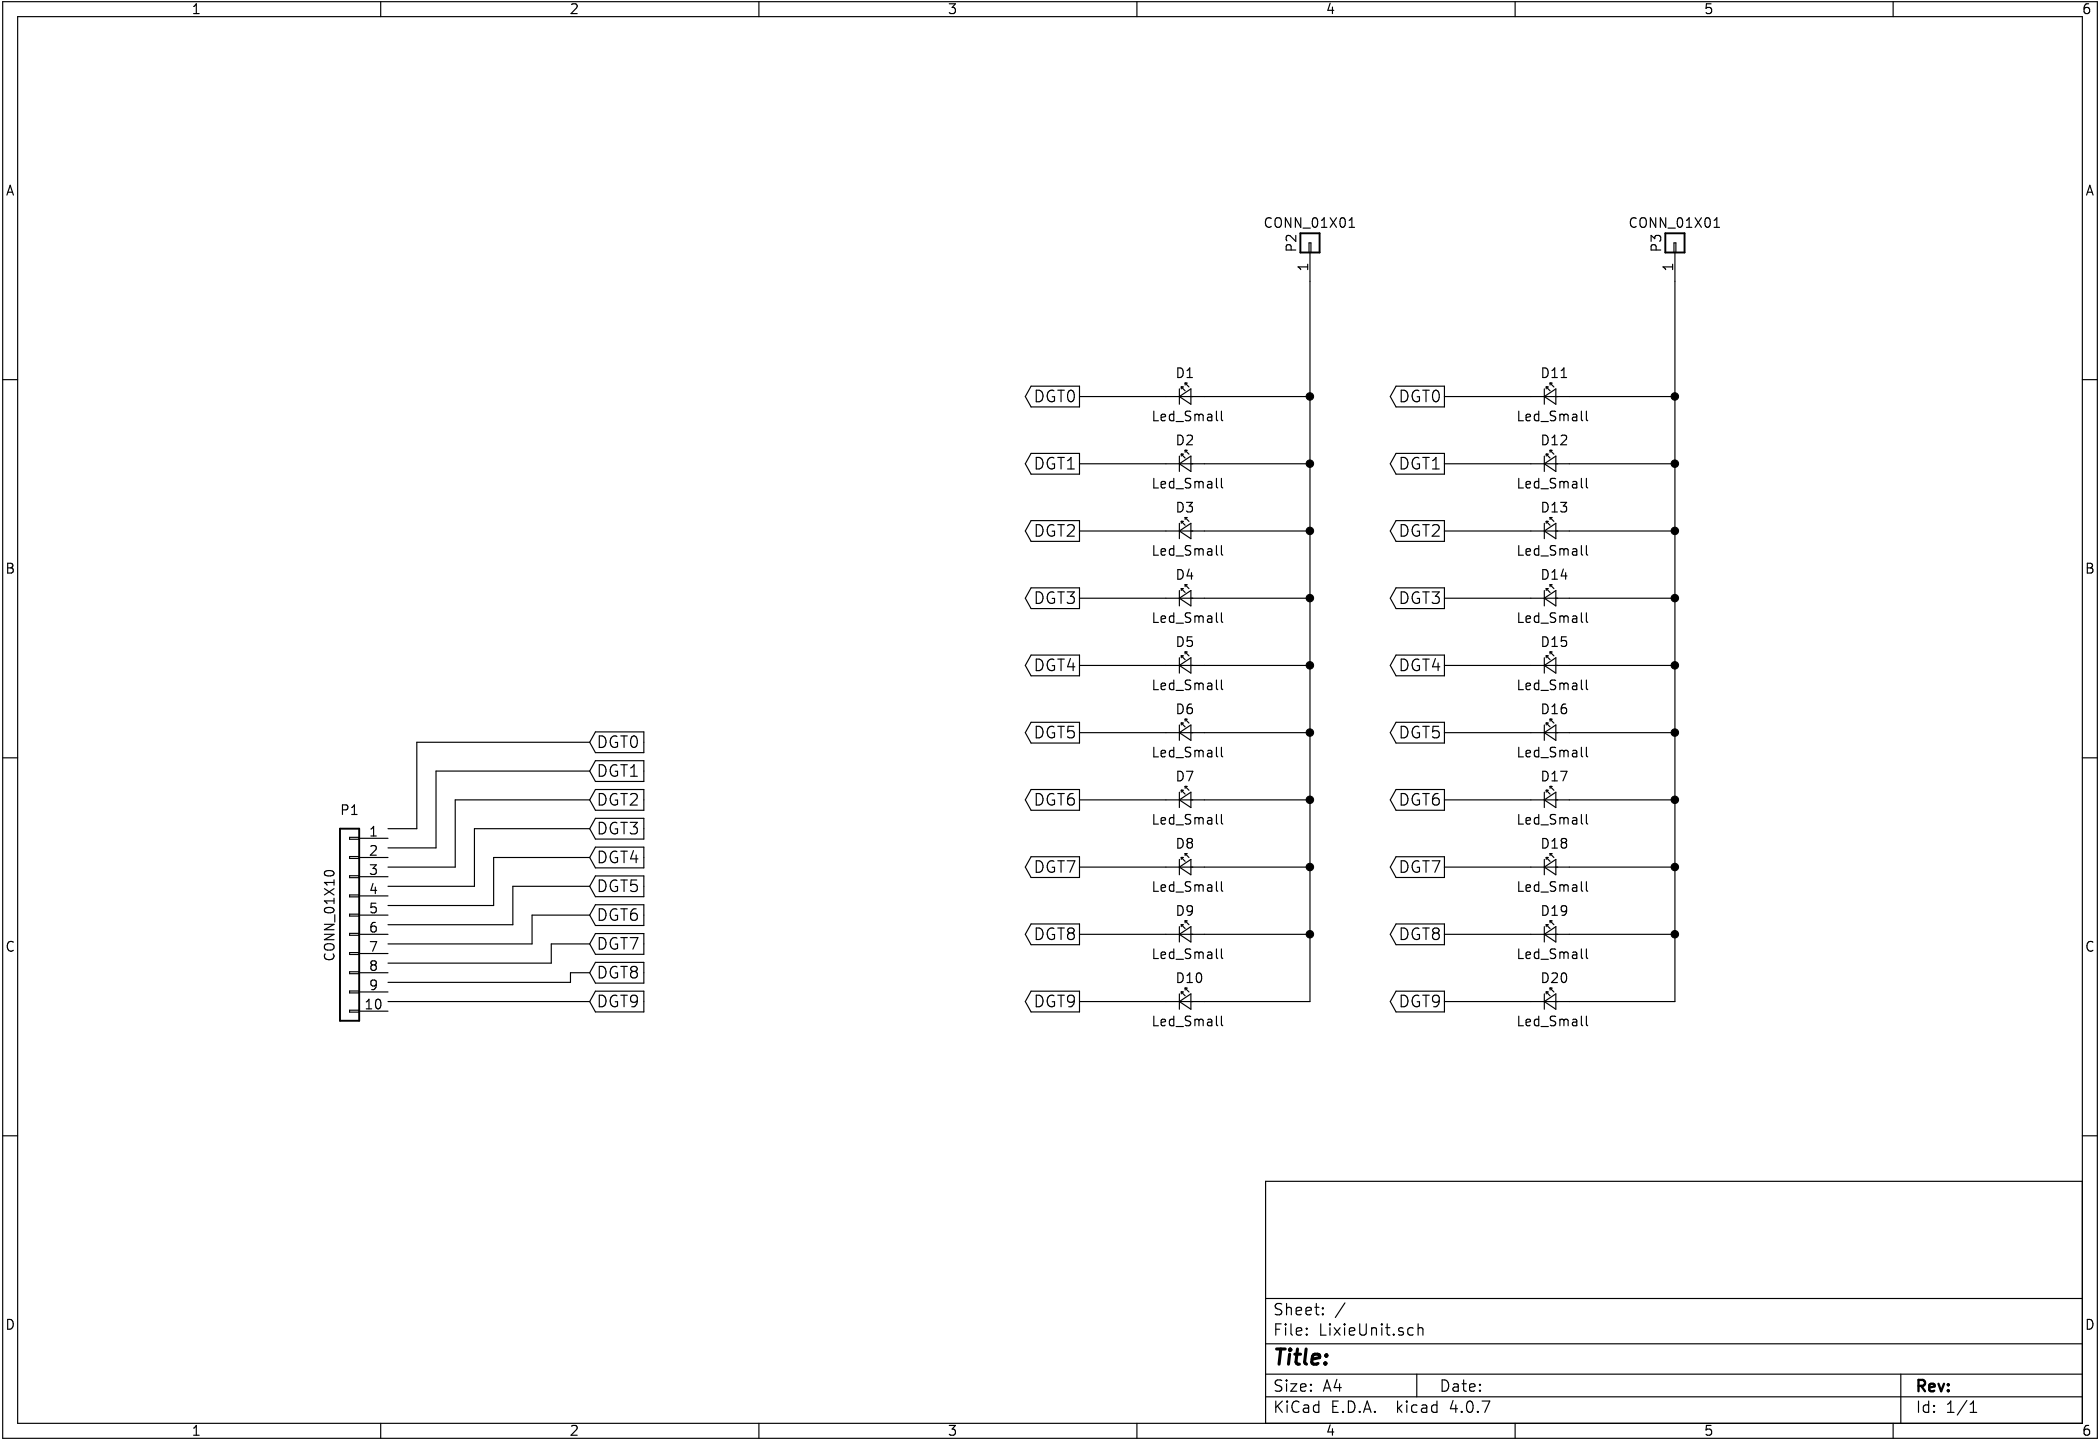 1 2 3 4 5 6
A A
CONN_01X01 CONN_01X01
P2 P3
1 1
D1 D11
DGT0 DGT0
Led_Small Led_Small
D2 D12
DGT1 DGT1
Led_Small Led_Small
D3 D13
DGT2 DGT2
Led_Small Led_Small
B B
D4 D14
DGT3 DGT3
Led_Small Led_Small
D5 D15
DGT4 DGT4
Led_Small Led_Small
D6 D16
DGT5 DGT5
Led_Small Led_Small
D7 D17
DGT6 DGT6
Led_Small Led_Small
D8 D18
DGT7 DGT7
Led_Small Led_Small
D9 D19
DGT8 DGT8
Led_Small Led_Small
D10 D20
DGT9 DGT9
Led_Small Led_Small
P1
CONN_01X10
1
2
3
4
5
6
7
8
9
10
DGT0
DGT1
DGT2
DGT3
DGT4
DGT5
DGT6
DGT7
DGT8
DGT9
C C
Sheet: /
File: LixieUnit.sch
Title:
Size: A4 Date: Rev:
KiCad E.D.A. kicad 4.0.7 Id: 1/1
D D
1 2 3 4 5 6